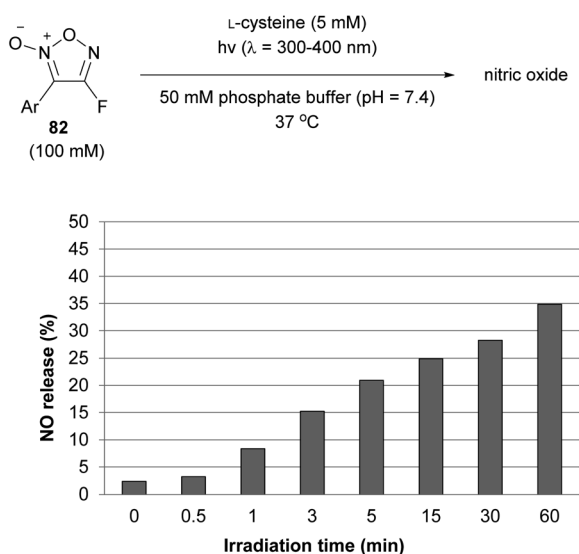 L-cysteine (5 mM)
hν (λ = 300-400 nm)
50 mM phosphate buffer (pH = 7.4)
37 °C
nitric oxide
−
O
+
N
O
N
Ar
F
82
(100 mM)
NO release (%)
50
45
40
35
30
25
20
15
10
5
0
0 0.5 1 3 5 15 30 60
Irradiation time (min)